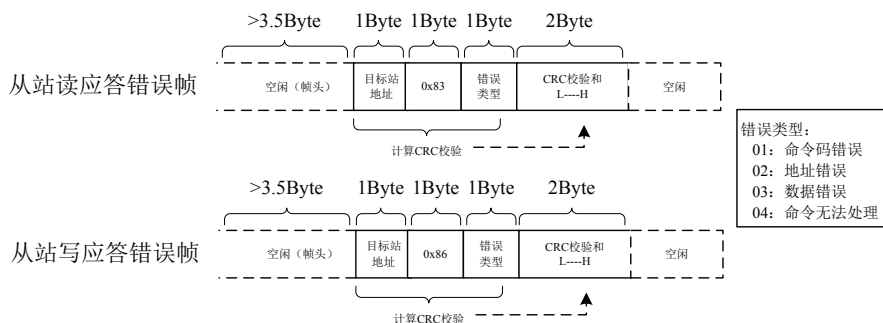 >3.5Byte 1Byte 1Byte 1Byte 2Byte
从站读应答错误帧
空闲（帧头）
目标站
地址
0x83
错误
类型
CRC校验和
L----H
空闲
计算CRC校验
错误类型：
01：命令码错误
02：地址错误
03：数据错误
04：命令无法处理
>3.5Byte 1Byte 1Byte 1Byte 2Byte
从站写应答错误帧
空闲（帧头）
目标站
地址
0x86
错误
类型
CRC校验和
L----H
空闲
计算CRC校验